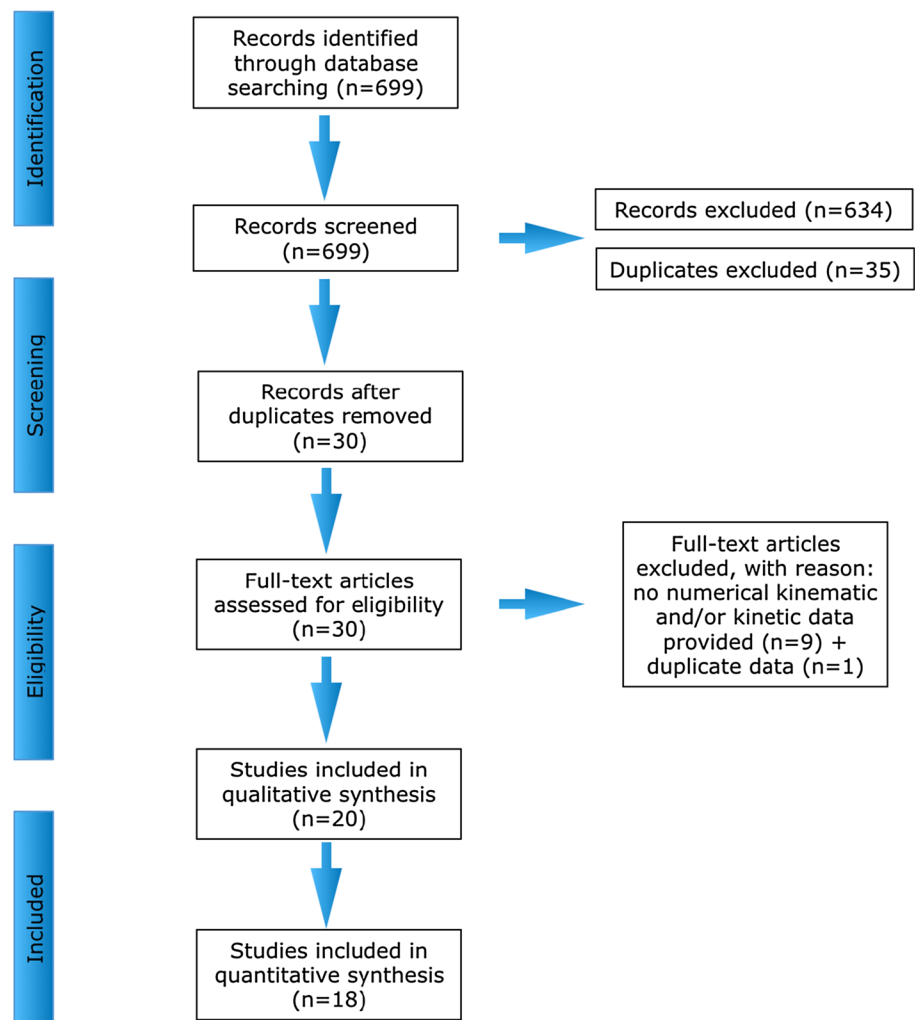 Identification
Records identified
through database
searching (n=699)
Records screened
(n=699)
Records excluded (n=634)
Duplicates excluded (n=35)
Screening
Records after
duplicates removed
(n=30)
Eligibility
Full-text articles
assessed for eligibility
(n=30)
Full-text articles
excluded, with reason:
no numerical kinematic
and/or kinetic data
provided (n=9) +
duplicate data (n=1)
Studies included in
qualitative synthesis
(n=20)
Included
Studies included in
quantitative synthesis
(n=18)